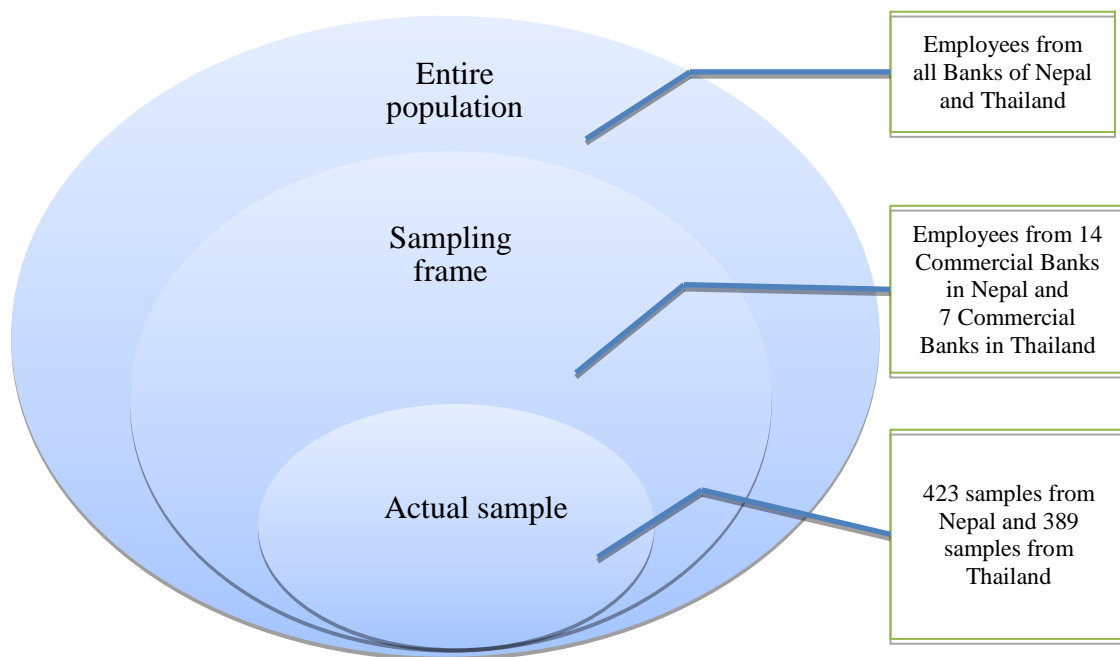 Entire
population
Employees from
all Banks of Nepal
and Thailand
Sampling
frame
Employees from 14
Commercial Banks
in Nepal and
7 Commercial
Banks in Thailand
Actual sample
423 samples from
Nepal and 389
samples from
Thailand